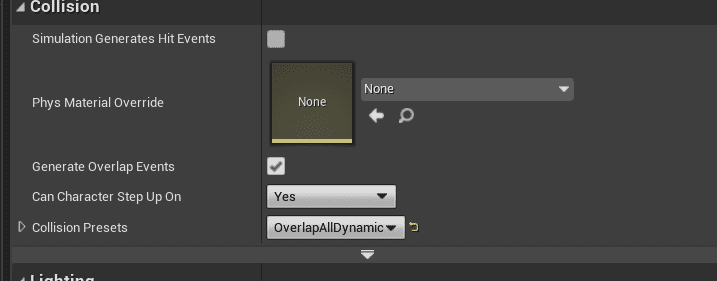 Collision
Simulation Generates Hit Events
Phys Material Override
None
None
Generate Overlap Events
Can Character Step Up On
Yes
Collision Presets
OverlapAllDynamic
Lighting